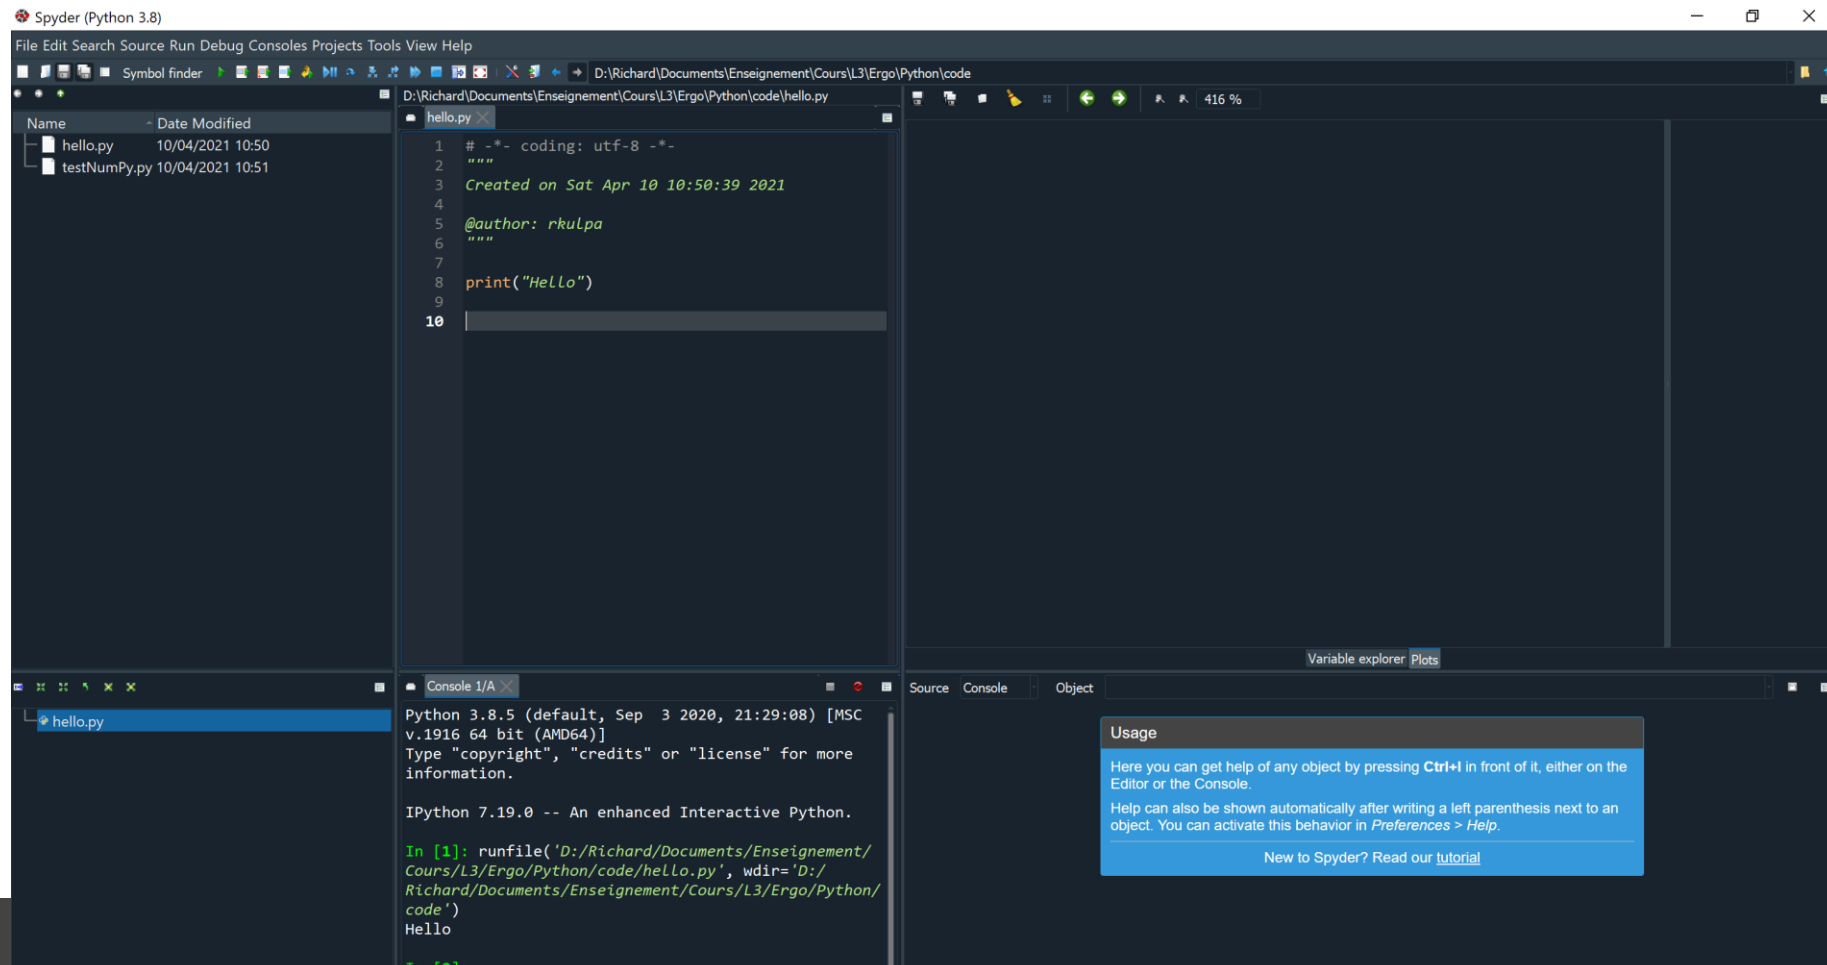 Spyder (Python 3.8)
File Edit Search Source Run Debug Consoles Projects Tools View Help
Symbol finder
D:\Richard\Documents\Enseignement\Cours\L3\Ergo\Python\code
Name Date Modified
hello.py 10/04/2021 10:50
testNumPy.py 10/04/2021 10:51
D:\Richard\Documents\Enseignement\Cours\L3\Ergo\Python\code\hello.py
hello.py
1 # -*- coding: utf-8 -*-
2 """
3 Created on Sat Apr 10 10:50:39 2021
4
5 @author: rkulpa
6 """
7
8 print("Hello")
9
10
416 %
Variable explorer Plots
hello.py
Console 1/A
Python 3.8.5 (default, Sep  3 2020, 21:29:08) [MSC
v.1916 64 bit (AMD64)]
Type "copyright", "credits" or "license" for more
information.
IPython 7.19.0 -- An enhanced Interactive Python.
In [1]: runfile('D:/Richard/Documents/Enseignement/
Cours/L3/Ergo/Python/code/hello.py', wdir='D:/
Richard/Documents/Enseignement/Cours/L3/Ergo/Python/
code')
Hello
Source Console Object
Usage
Here you can get help of any object by pressing Ctrl+I in front of it, either on the
Editor or the Console.
Help can also be shown automatically after writing a left parenthesis next to an
object. You can activate this behavior in Preferences > Help.
New to Spyder? Read our tutorial